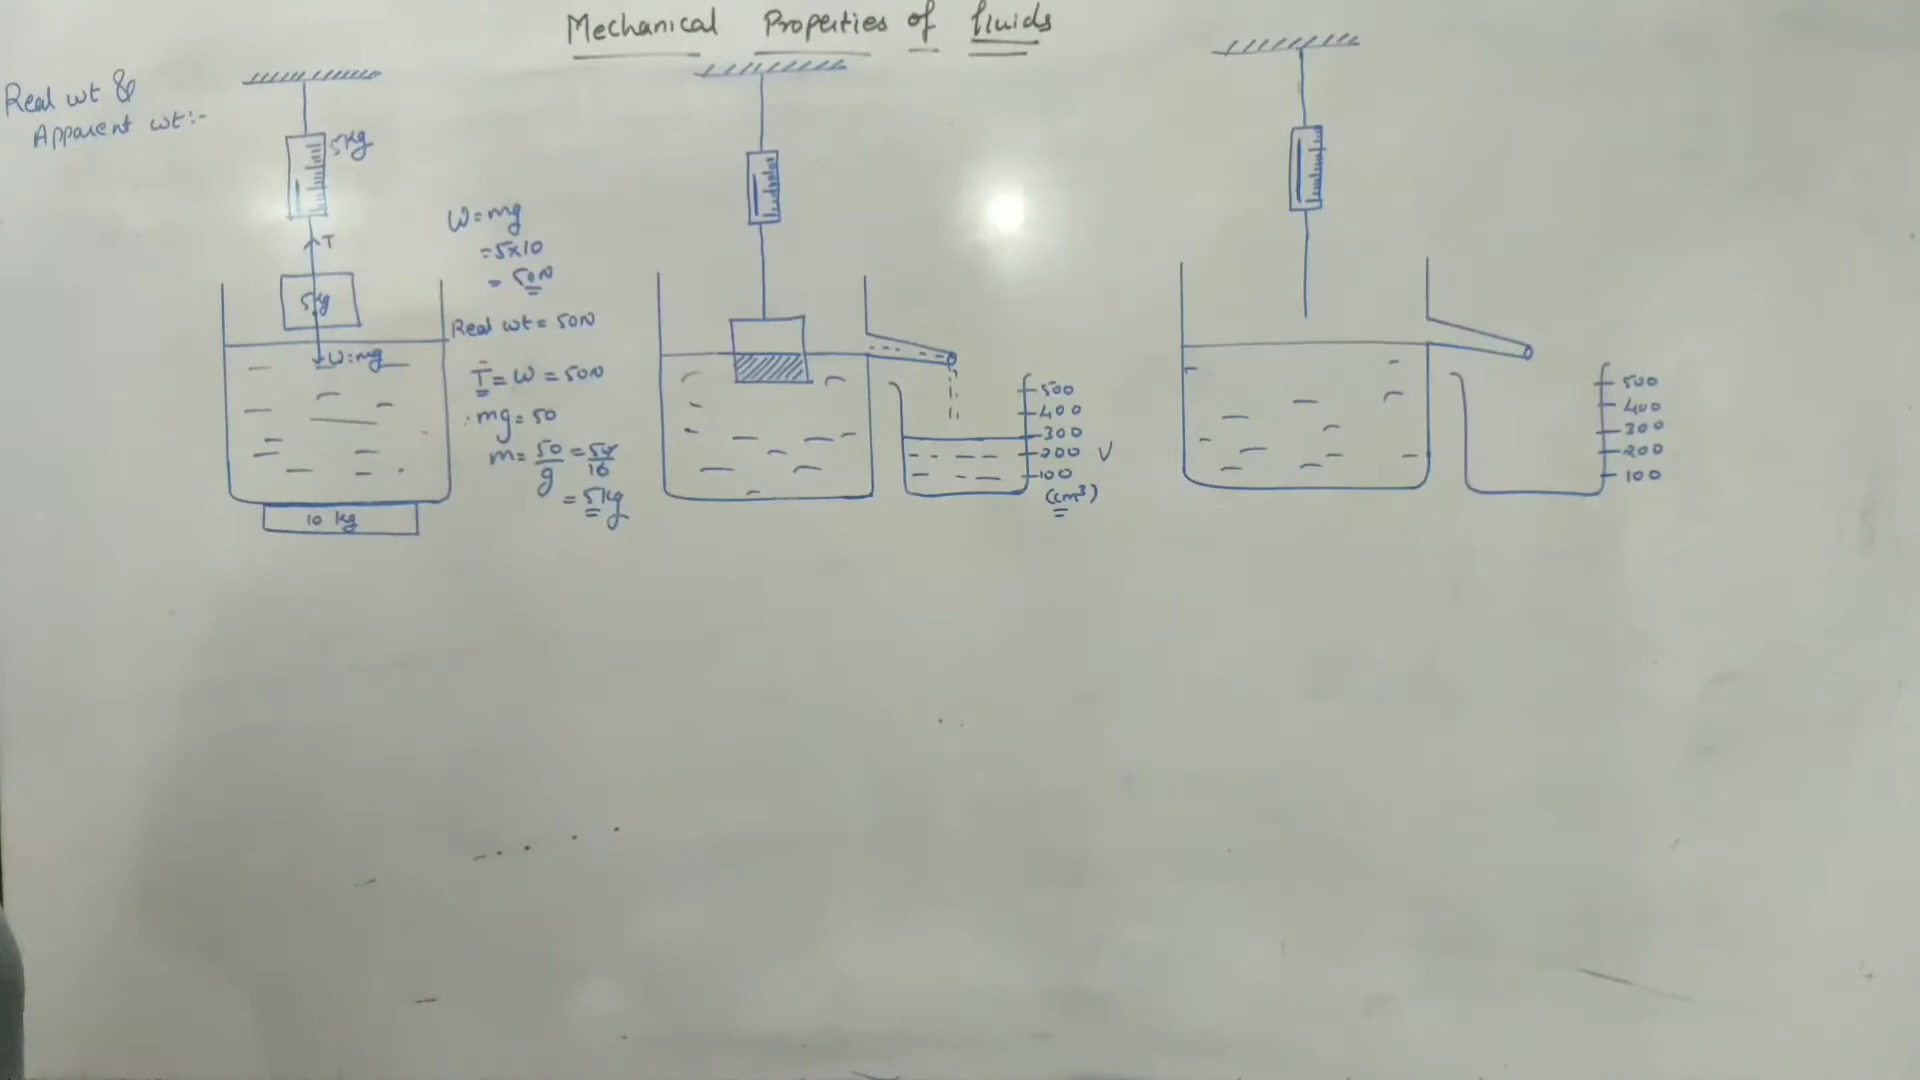 Mechanical Properties of fluids
Real wt &
Apparent wt:-
5kg
T
5kg
W=mg
10 kg
W=mg
=5×10
= 50N
Real wt = 50N
T = W = 50N
mg = 50
m = 50/g = 50/10
= 5kg
500
400
300
200 V
100
(cm³)
500
400
300
200
100